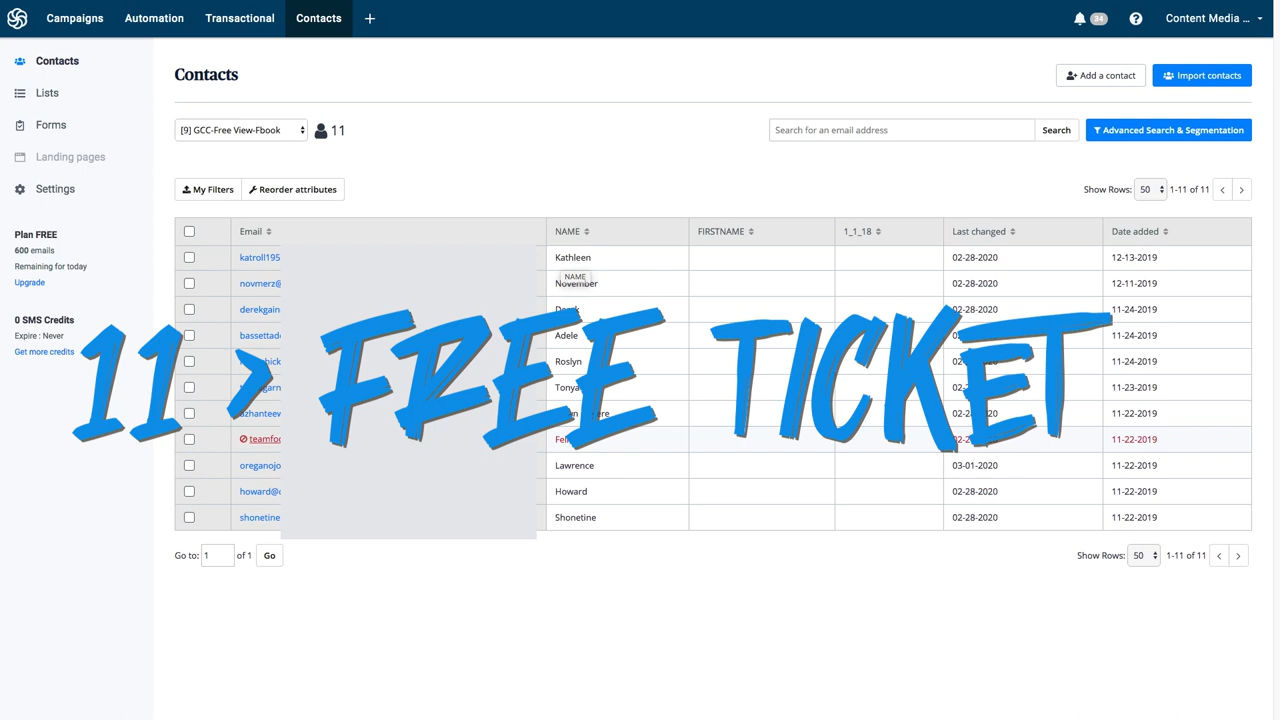 Campaigns Automation Transactional Contacts + 34 ? Content Media ...
Contacts
Lists
Forms
Landing pages
Settings
Plan FREE
600 emails
Remaining for today
Upgrade
0 SMS Credits
Expire : Never
Get more credits
Contacts
Add a contact Import contacts
[9] GCC-Free View-Fbook 11 Search for an email address Search Advanced Search & Segmentation
My Filters Reorder attributes Show Rows: 50 1-11 of 11 < >
Email NAME FIRSTNAME 1_1_18 Last changed Date added
katroll195 Kathleen 02-28-2020 12-13-2019
NAME
novmerz@ November 02-28-2020 12-11-2019
derekgain 02-28-2020 11-24-2019
bassettad Adele 11-24-2019
Roslyn 11-24-2019
Tonya 11-23-2019
11-22-2019
teamfoo 11-22-2019
oreganojo Lawrence 03-01-2020 11-22-2019
howard@ Howard 02-28-2020 11-22-2019
shonetine Shonetine 02-28-2020 11-22-2019
11 > FREE TICKET
Go to: 1 of 1 Go Show Rows: 50 1-11 of 11 < >